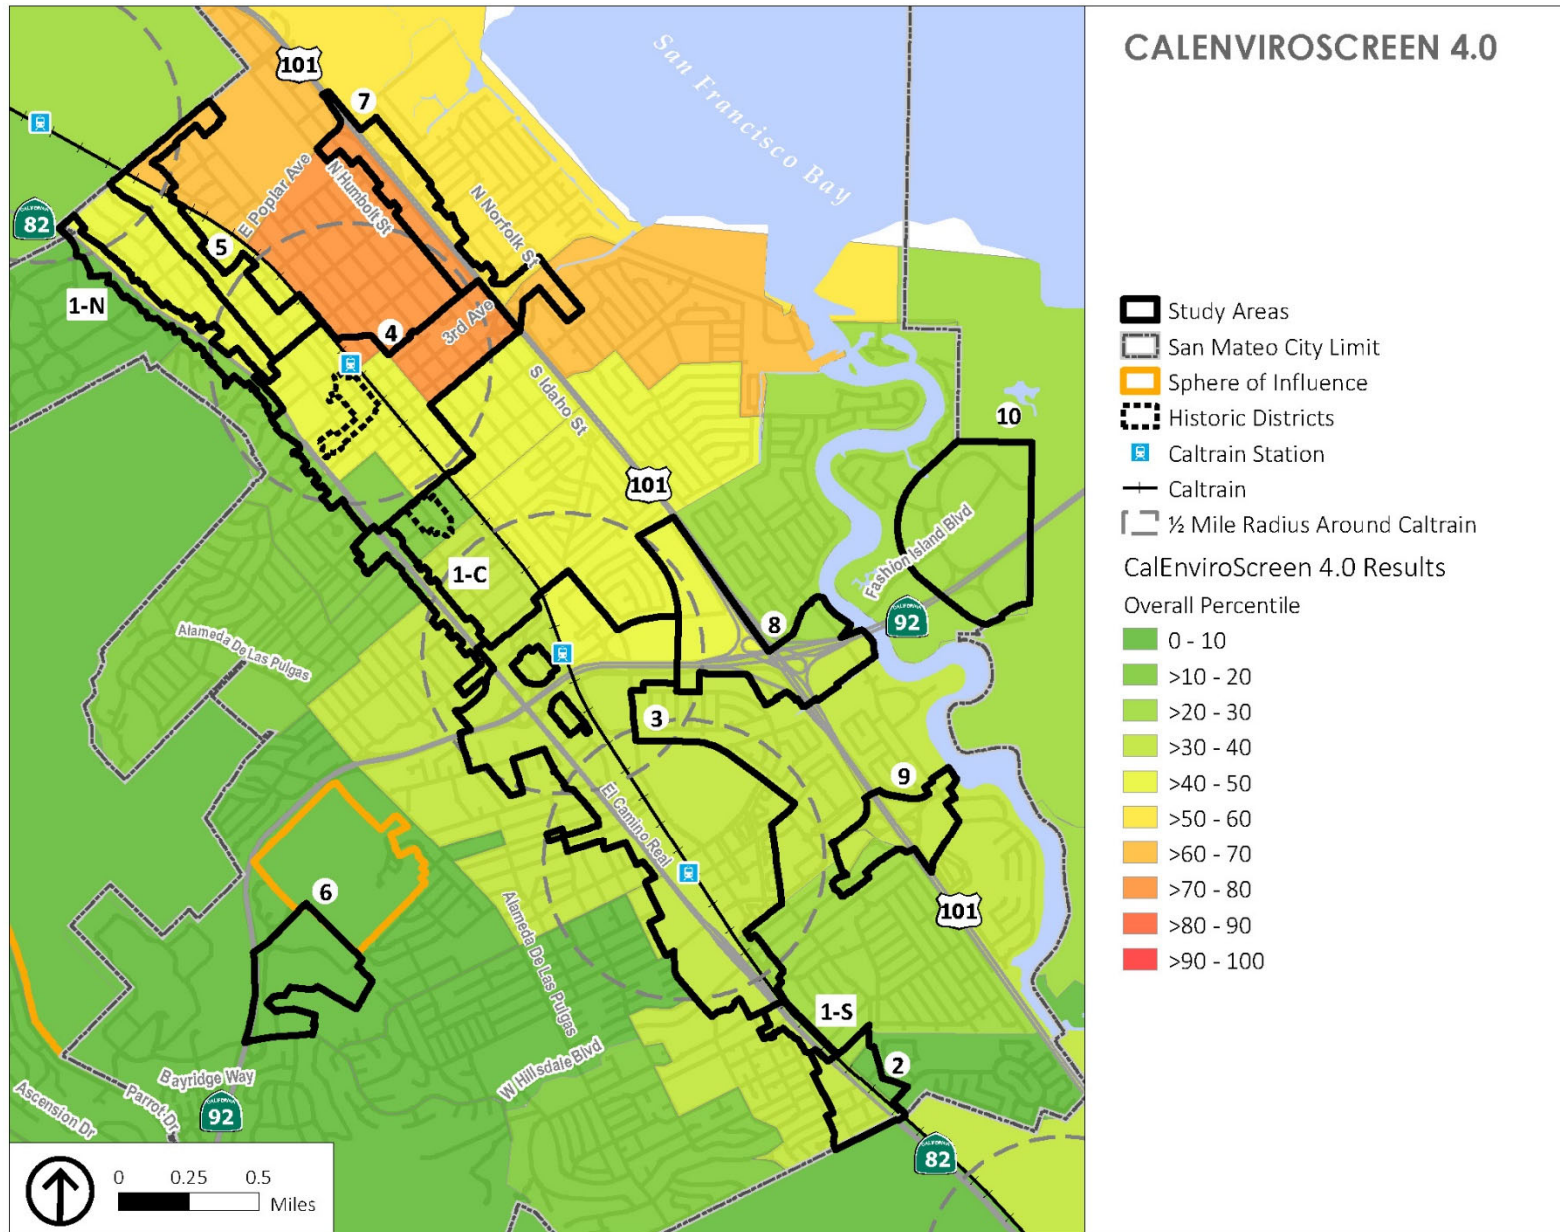 CALENVIROSCREEN 4.0
Study Areas
San Mateo City Limit
Sphere of Influence
Historic Districts
Caltrain Station
Caltrain
½ Mile Radius Around Caltrain
CalEnviroScreen 4.0 Results
Overall Percentile
0 - 10
>10 - 20
>20 - 30
>30 - 40
>40 - 50
>50 - 60
>60 - 70
>70 - 80
>80 - 90
>90 - 100
San Francisco Bay
101
7
E Poplar Ave
N Humbolt St
N Norfolk St
CALIFORNIA
82
5
1-N
4
3rd Ave
S Idaho St
10
101
Fashion Island Blvd
1-C
8
CALIFORNIA
92
Alameda De Las Pulgas
3
El Camino Real
9
6
Alameda De Las Pulgas
101
1-S
2
W Hillsdale Blvd
Bayridge Way
Parrot Dr
Ascension Dr
CALIFORNIA
92
CALIFORNIA
82
0 0.25 0.5
Miles